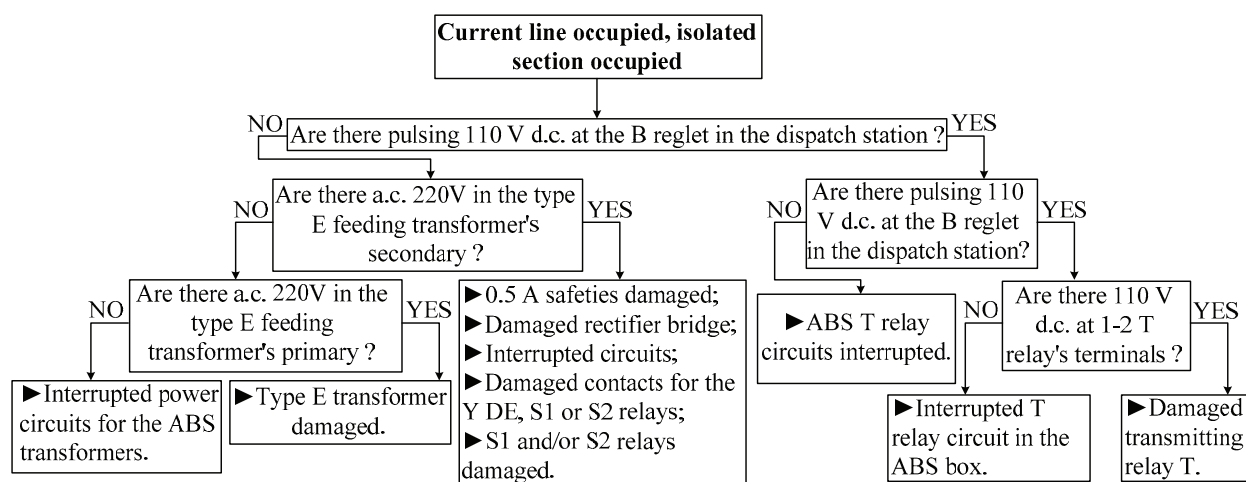 Current line occupied, isolated
section occupied
NO
Are there pulsing 110 V d.c. at the B reglet in the dispatch station ?
YES
NO
Are there a.c. 220V in the type
E feeding transformer's
secondary ?
YES
NO
Are there pulsing 110
V d.c. at the B reglet
in the dispatch station?
YES
NO
Are there a.c. 220V in the
type E feeding
transformer's primary ?
YES
►0.5 A safeties damaged;
►Damaged rectifier bridge;
►Interrupted circuits;
►Damaged contacts for the
Y DE, S1 or S2 relays;
►S1 and/or S2 relays
damaged.
►ABS T relay
circuits interrupted.
NO
Are there 110 V
d.c. at 1-2 T
relay's terminals ?
YES
►Interrupted power
circuits for the ABS
transformers.
►Type E transformer
damaged.
►Interrupted T
relay circuit in the
ABS box.
►Damaged
transmitting
relay T.